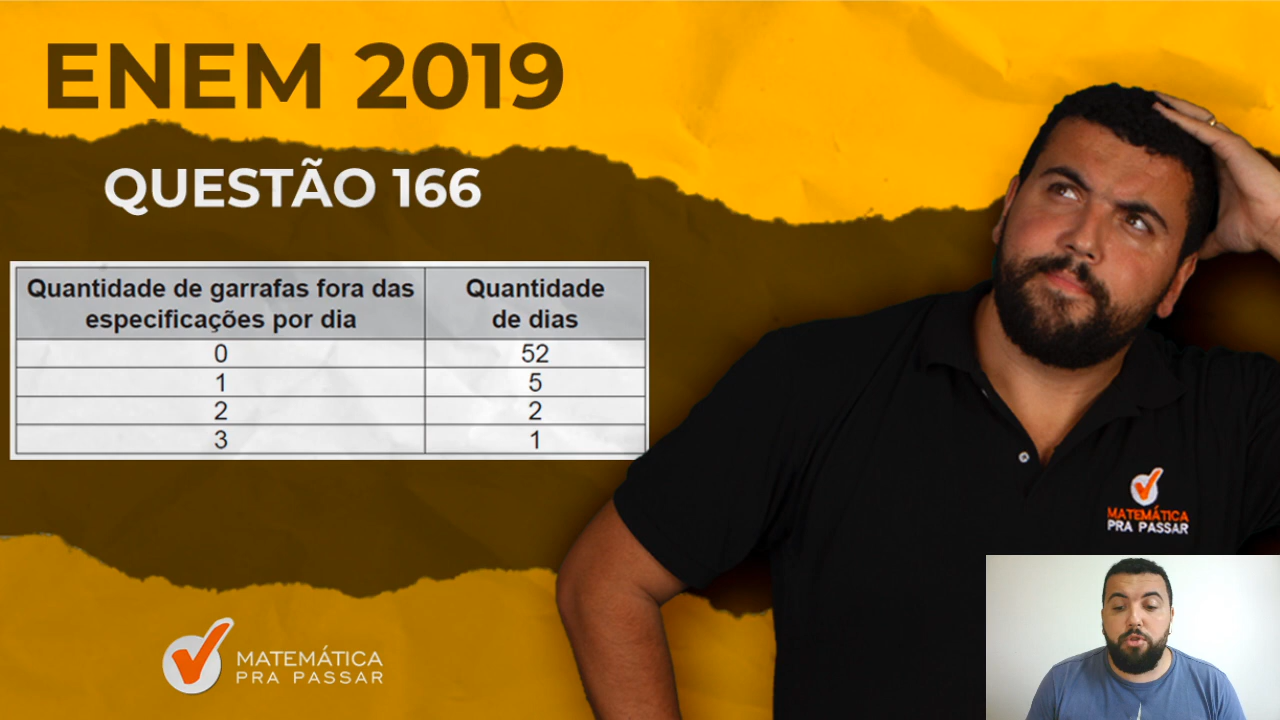 ENEM 2019
QUESTÃO 166
Quantidade de garrafas fora das
especificações por dia
Quantidade
de dias
0 52
1 5
2 2
3 1
MATEMÁTICA
PRA PASSAR
MATEMÁTICA
PRA PASSAR